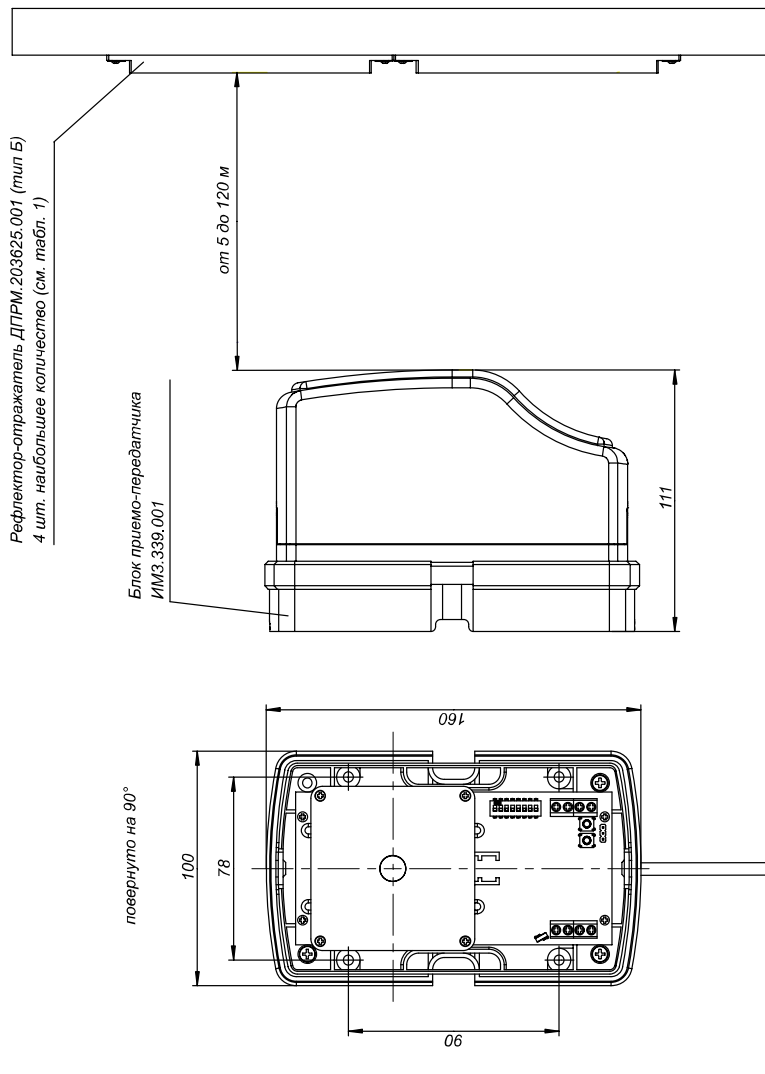 Рефлектор-отражатель ДПРМ.203625.001 (тип Б)
4 шт. наибольшее количество (см. табл. 1)
от 5 до 120 м
Блок приемо-передатчика
ИМЗ.339.001
111
повернуто на 90°
160
100
78
90